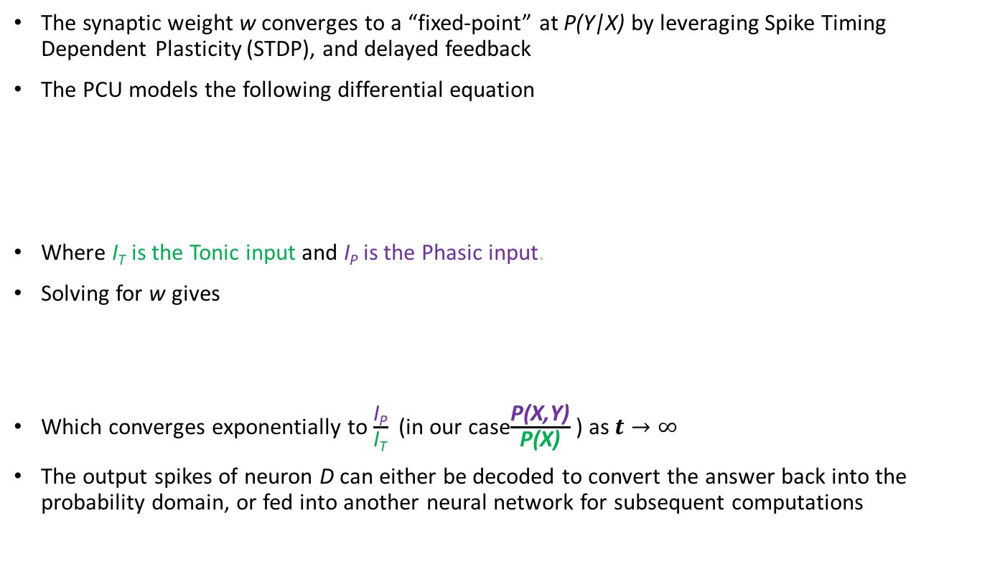 • The synaptic weight w converges to a “fixed-point” at P(Y|X) by leveraging Spike Timing
Dependent Plasticity (STDP), and delayed feedback
• The PCU models the following differential equation
• Where I_T is the Tonic input and I_P is the Phasic input.
• Solving for w gives
• Which converges exponentially to I_P/I_T (in our case P(X,Y)/P(X) ) as t → ∞
• The output spikes of neuron D can either be decoded to convert the answer back into the
probability domain, or fed into another neural network for subsequent computations